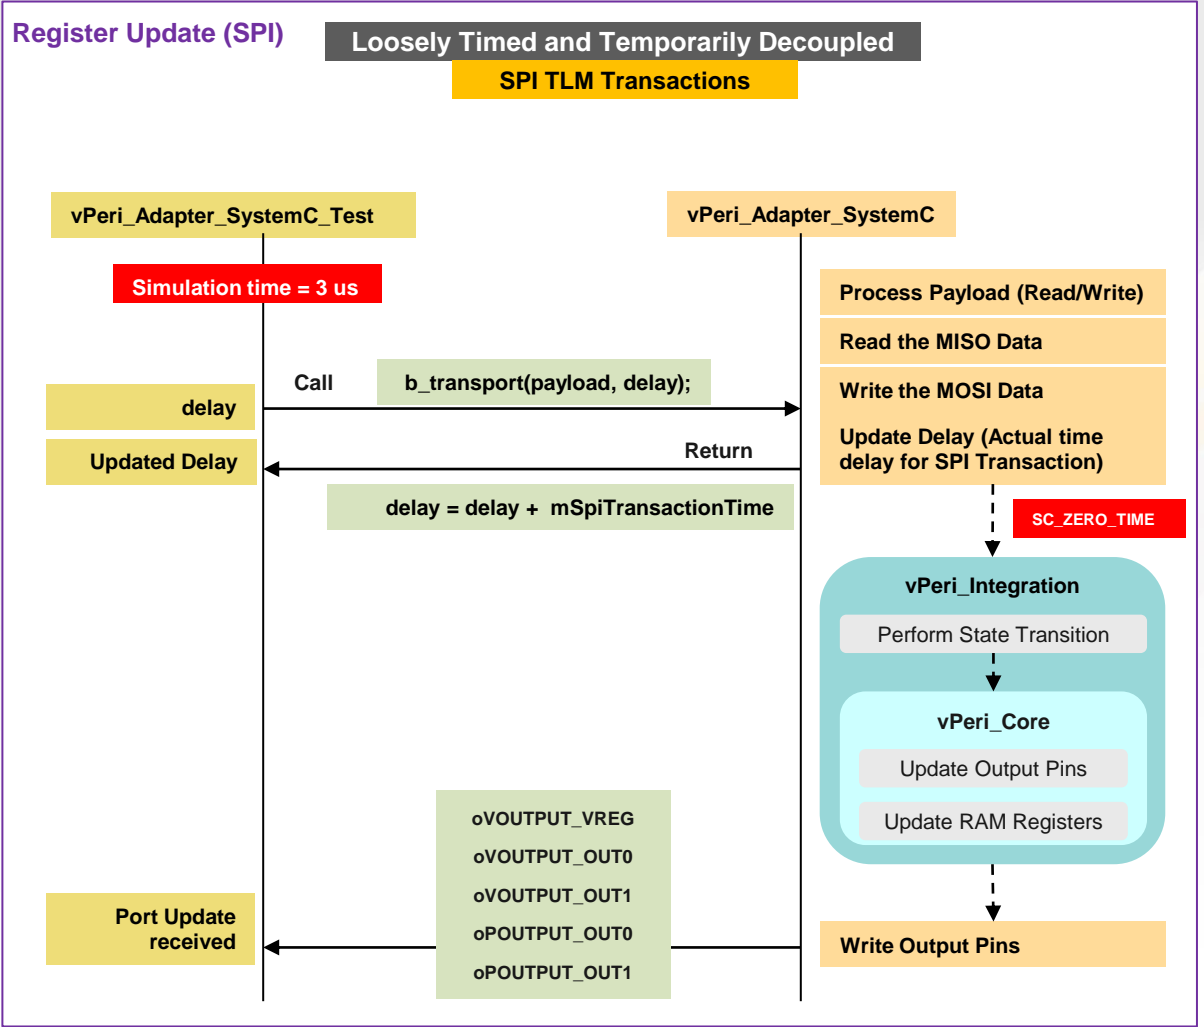 Register Update (SPI)
Loosely Timed and Temporarily Decoupled
SPI TLM Transactions
vPeri_Adapter_SystemC_Test
vPeri_Adapter_SystemC
Simulation time = 3 us
Process Payload (Read/Write)
Read the MISO Data
Call
b_transport(payload, delay);
Write the MOSI Data
delay
Update Delay (Actual time
delay for SPI Transaction)
Return
Updated Delay
delay = delay + mSpiTransactionTime
SC_ZERO_TIME
vPeri_Integration
Perform State Transition
vPeri_Core
Update Output Pins
Update RAM Registers
oVOUTPUT_VREG
oVOUTPUT_OUT0
oVOUTPUT_OUT1
oPOUTPUT_OUT0
oPOUTPUT_OUT1
Port Update
received
Write Output Pins